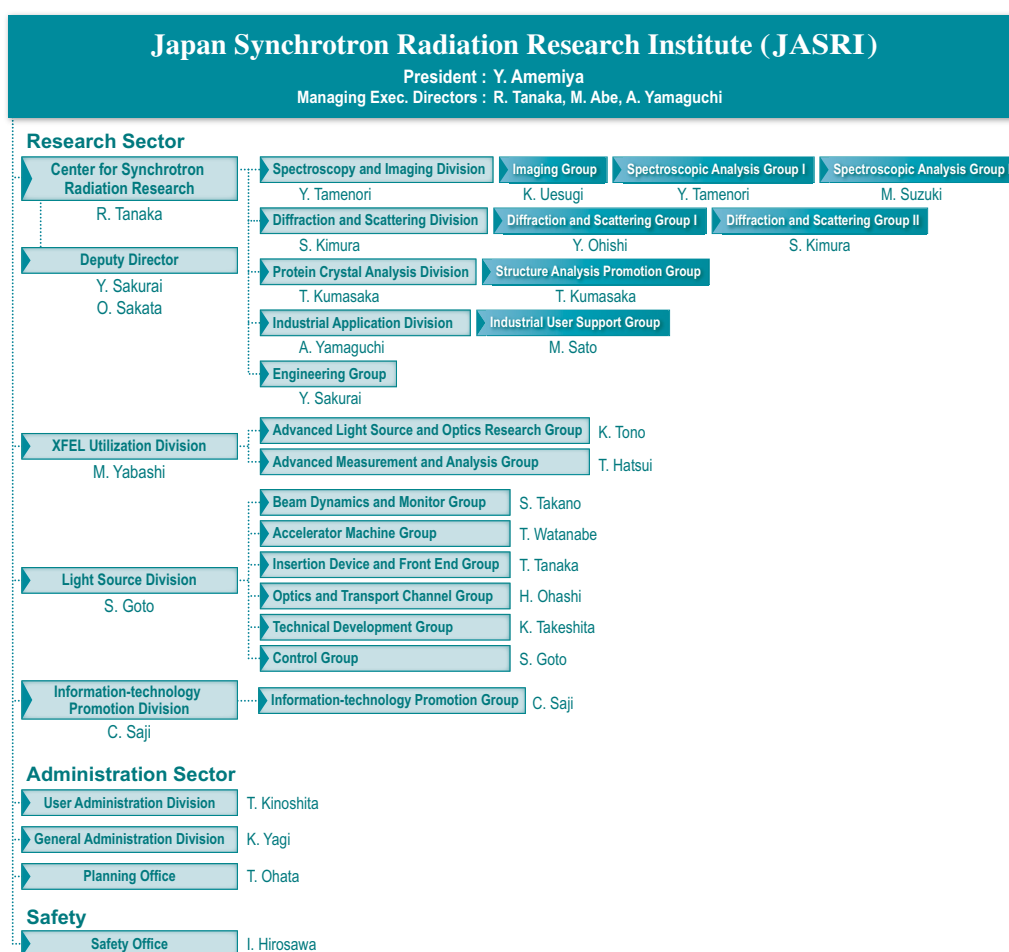 Japan Synchrotron Radiation Research Institute (JASRI)
President : Y. Amemiya
Managing Exec. Directors : R. Tanaka, M. Abe, A. Yamaguchi
Research Sector
Center for Synchrotron
Radiation Research
R. Tanaka
Deputy Director
Y. Sakurai
O. Sakata
Spectroscopy and Imaging Division
Y. Tamenori
Imaging Group
K. Uesugi
Spectroscopic Analysis Group I
Y. Tamenori
Spectroscopic Analysis Group
M. Suzuki
Diffraction and Scattering Division
S. Kimura
Diffraction and Scattering Group I
Y. Ohishi
Diffraction and Scattering Group II
S. Kimura
Protein Crystal Analysis Division
T. Kumasaka
Structure Analysis Promotion Group
T. Kumasaka
Industrial Application Division
A. Yamaguchi
Industrial User Support Group
M. Sato
Engineering Group
Y. Sakurai
XFEL Utilization Division
M. Yabashi
Advanced Light Source and Optics Research Group K. Tono
Advanced Measurement and Analysis Group T. Hatsui
Light Source Division
S. Goto
Beam Dynamics and Monitor Group S. Takano
Accelerator Machine Group T. Watanabe
Insertion Device and Front End Group T. Tanaka
Optics and Transport Channel Group H. Ohashi
Technical Development Group K. Takeshita
Control Group S. Goto
Information-technology
Promotion Division
C. Saji
Information-technology Promotion Group C. Saji
Administration Sector
User Administration Division T. Kinoshita
General Administration Division K. Yagi
Planning Office T. Ohata
Safety
Safety Office I. Hirosawa